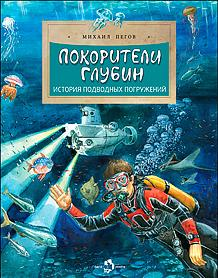 МИХАИЛ ПЕГОВ
ПОКОРИТЕЛИ
ГЛУБИН
ИСТОРИЯ ПОДВОДНЫХ ПОГРУЖЕНИЙ